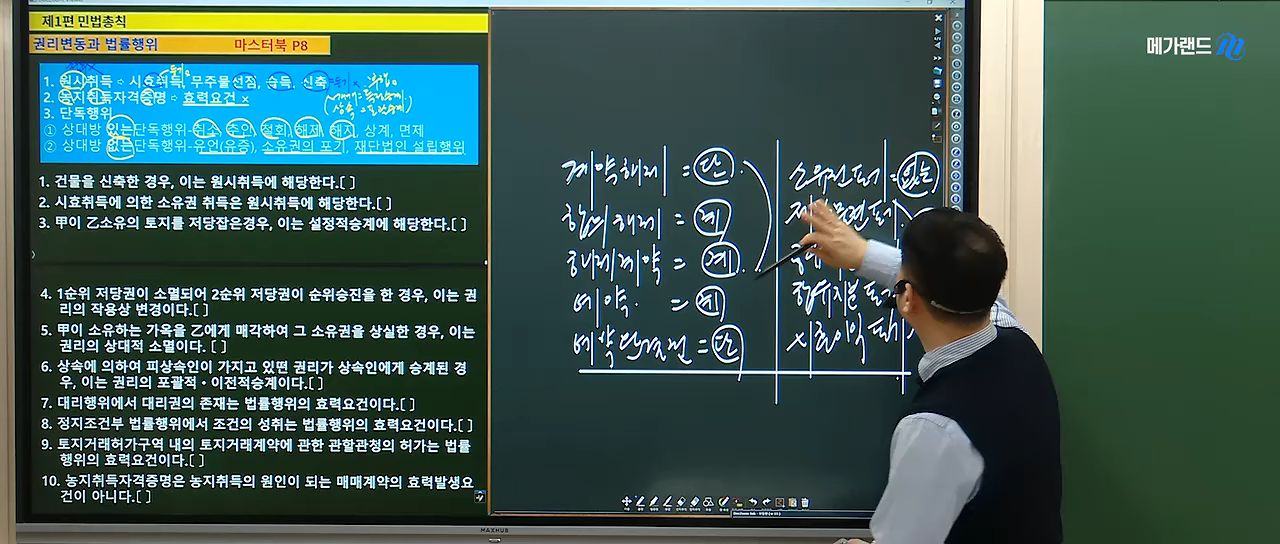 제1편 민법총칙
권리변동과 법률행위 마스터북 P8
1. 원시취득 ⇨ 시효취득, 무주물선점, 습득, 신축
2. 농지취득자격증명 ⇨ 효력요건 ×
3. 단독행위
① 상대방 있는단독행위-취소, 추인, 철회, 해제, 해지, 상계, 면제
② 상대방 없는단독행위-유언(유증), 소유권의 포기, 재단법인 설립행위
1. 건물을 신축한 경우, 이는 원시취득에 해당한다.[ ]
2. 시효취득에 의한 소유권 취득은 원시취득에 해당한다.[ ]
3. 甲이 乙소유의 토지를 저당잡은경우, 이는 설정적승계에 해당한다.[ ]
4. 1순위 저당권이 소멸되어 2순위 저당권이 순위승진을 한 경우, 이는 권
리의 작용상 변경이다.[ ]
5. 甲이 소유하는 가옥을 乙에게 매각하여 그 소유권을 상실한 경우, 이는
권리의 상대적 소멸이다. [ ]
6. 상속에 의하여 피상속인이 가지고 있던 권리가 상속인에게 승계된 경
우, 이는 권리의 포괄적・이전적승계이다.[ ]
7. 대리행위에서 대리권의 존재는 법률행위의 효력요건이다.[ ]
8. 정지조건부 법률행위에서 조건의 성취는 법률행위의 효력요건이다.[ ]
9. 토지거래허가구역 내의 토지거래계약에 관한 관할관청의 허가는 법률
행위의 효력요건이다.[ ]
10. 농지취득자격증명은 농지취득의 원인이 되는 매매계약의 효력발생요
건이 아니다.[ ]
계약해제 = 단
합의해제 = 계
해제계약 = 계
예약 = 계
예약완결권 = 단
소유권포기 = 없는
합유지분포기
시효이익포기
메가랜드
MAXHUB